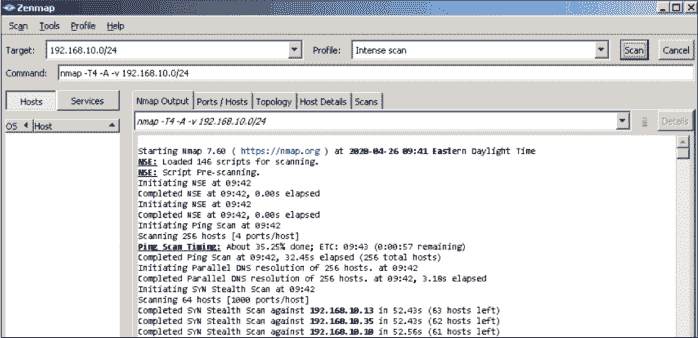 Zenmap
Scan Tools Profile Help
Target: 192.168.10.0/24 Profile: Intense scan Scan Cancel
Command: nmap -T4 -A -v 192.168.10.0/24
Hosts Services Nmap Output Ports / Hosts Topology Host Details Scans
OS Host nmap -T4 -A -v 192.168.10.0/24 Details
Starting Nmap 7.60 ( https://nmap.org ) at 2020-04-26 09:41 Eastern Daylight Time
NSE: Loaded 146 scripts for scanning.
NSE: Script Pre-scanning.
Initiating NSE at 09:42
Completed NSE at 09:42, 0.00s elapsed
Initiating NSE at 09:42
Completed NSE at 09:42, 0.00s elapsed
Initiating Ping Scan at 09:42
Scanning 256 hosts [4 ports/host]
Ping Scan Timing: About 35.25% done; ETC: 09:43 (0:00:57 remaining)
Completed Ping Scan at 09:42, 32.45s elapsed (256 total hosts)
Initiating Parallel DNS resolution of 256 hosts. at 09:42
Completed Parallel DNS resolution of 256 hosts. at 09:42, 3.18s elapsed
Initiating SYN Stealth Scan at 09:42
Scanning 64 hosts [1000 ports/host]
Completed SYN Stealth Scan against 192.168.10.13 in 52.43s (63 hosts left)
Completed SYN Stealth Scan against 192.168.10.35 in 52.43s (62 hosts left)
Completed SYN Stealth Scan against 192.168.10.10 in 52.56s (61 hosts left)